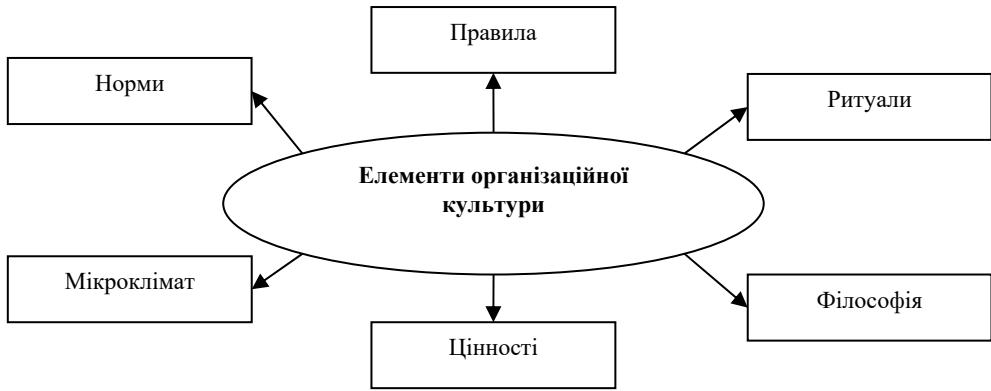 Правила
Норми
Ритуали
Елементи організаційної
культури
Мікроклімат
Філософія
Цінності